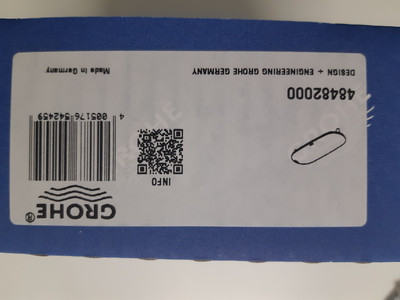 GROHE®
INFO
4 005176 542459
48482000
DESIGN + ENGINEERING GROHE GERMANY
Made in Germany